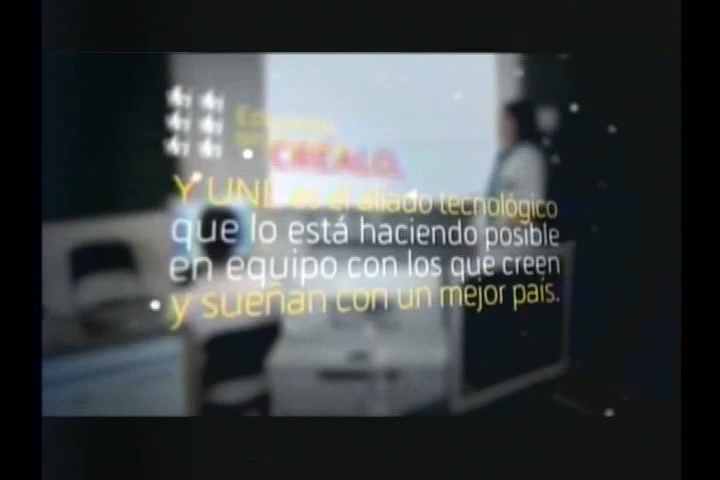 CRÉALO.
Y UNE es el aliado tecnológico
que lo está haciendo posible
en equipo con los que creen
y sueñan con un mejor país.